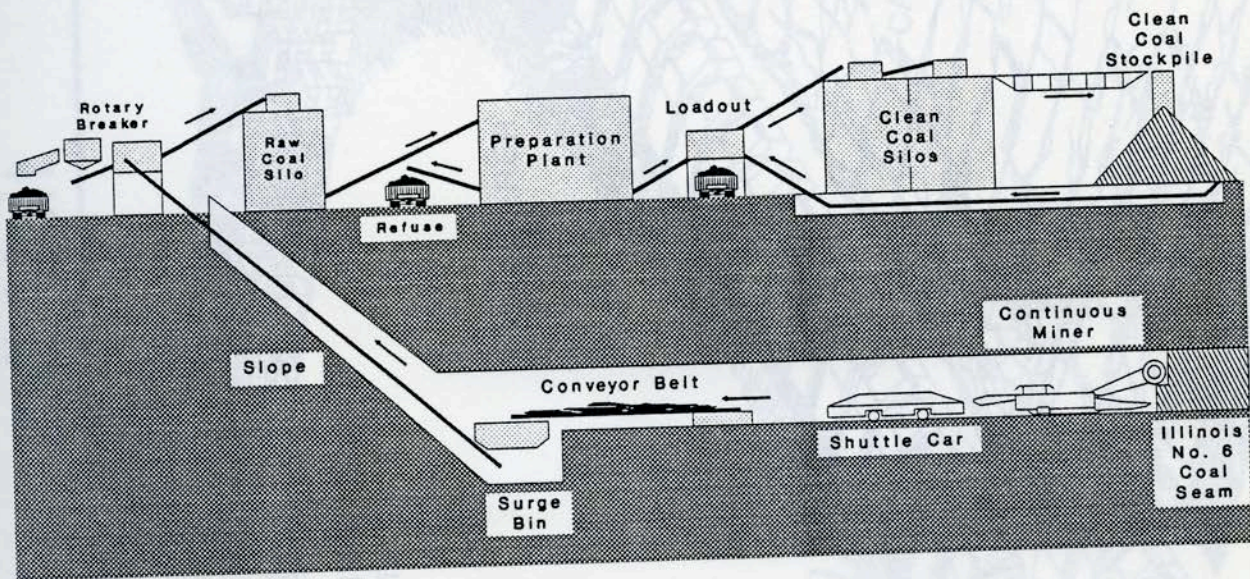 Clean
Coal
Stockpile
Rotary
Breaker
Loadout
Raw
Coal
Silo
Preparation
Plant
Clean
Coal
Silos
Refuse
Continuous
Miner
Slope
Conveyor Belt
Shuttle Car
Illinois
No. 6
Coal
Seam
Surge
Bin